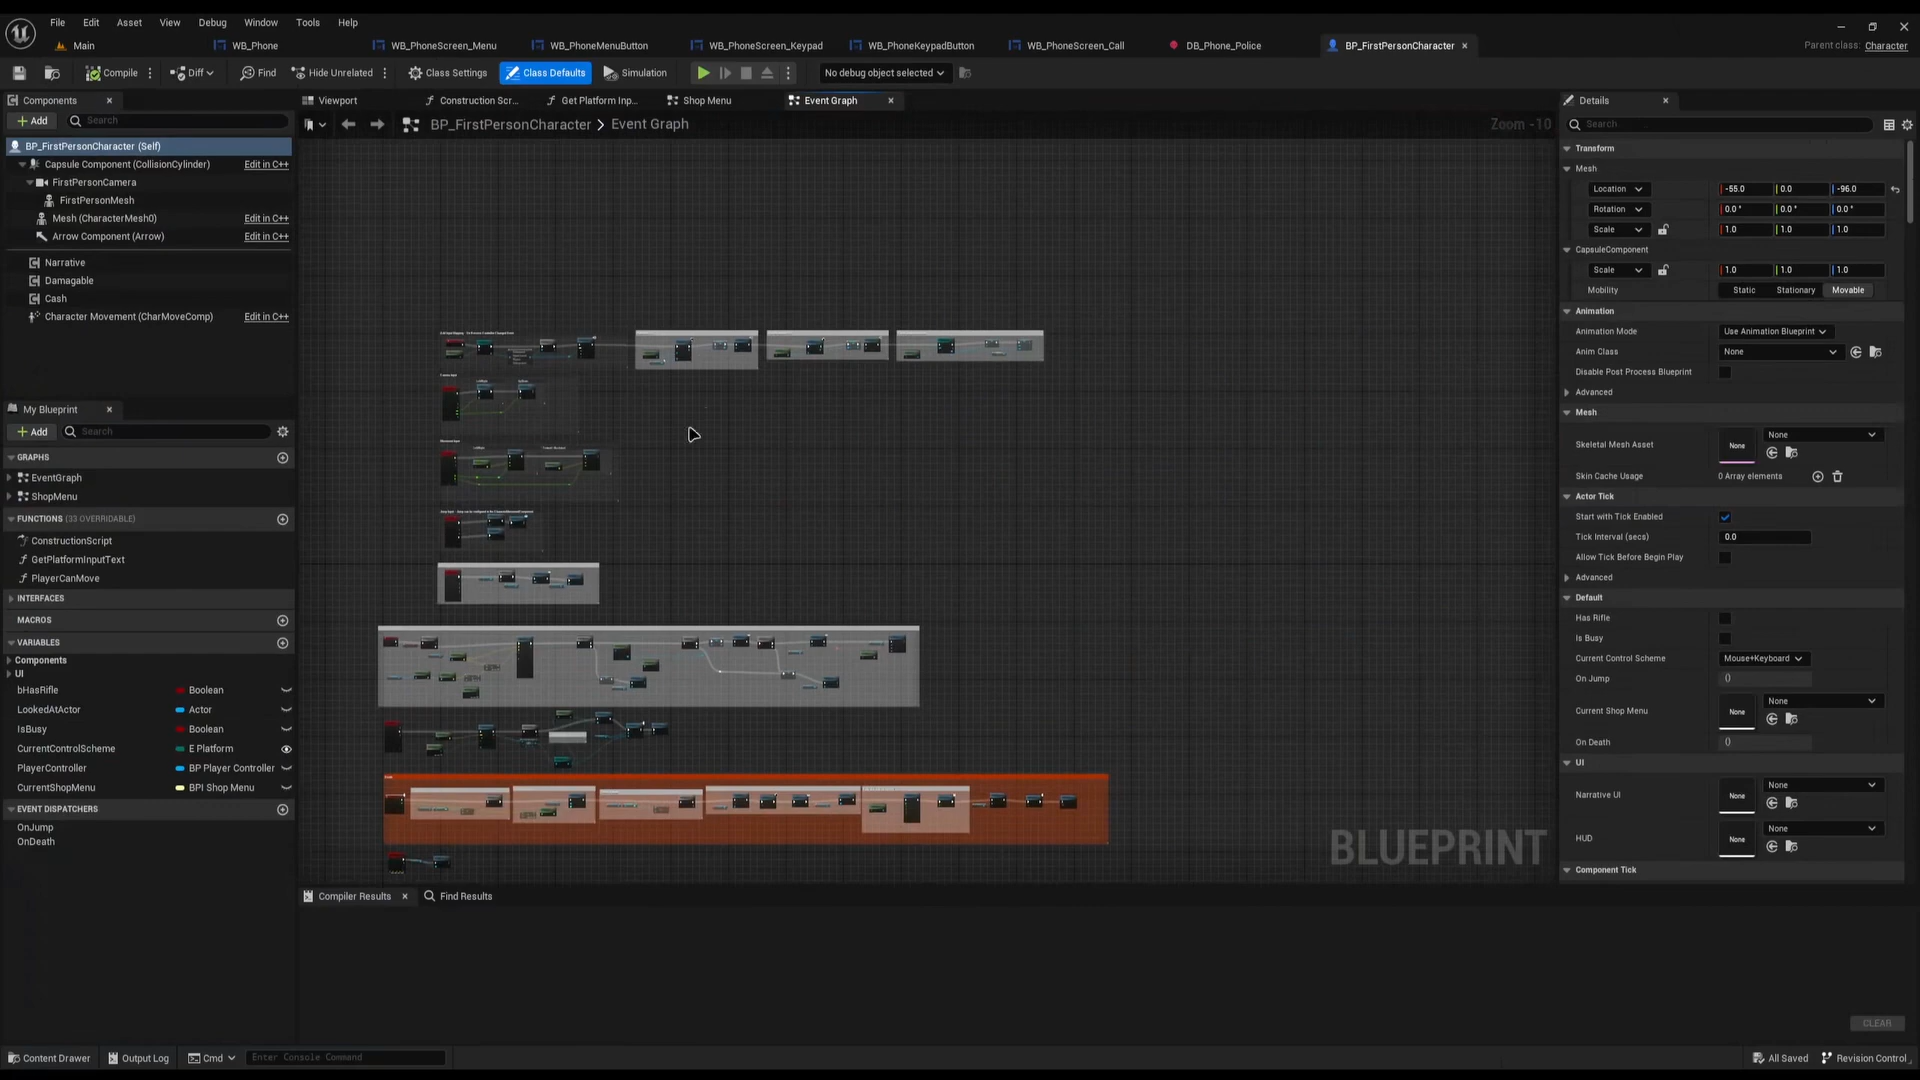 File Edit Asset View Debug Window Tools Help
Main WB_Phone WB_PhoneScreen_Menu WB_PhoneMenuButton WB_PhoneScreen_Keypad WB_PhoneKeypadButton WB_PhoneScreen_Call DB_Phone_Police BP_FirstPersonCharacter Parent class: Character
Compile Diff Find Hide Unrelated Class Settings Class Defaults Simulation No debug object selected
Components
Add Search
BP_FirstPersonCharacter (Self)
Capsule Component (CollisionCylinder) Edit in C++
FirstPersonCamera
FirstPersonMesh
Mesh (CharacterMesh0) Edit in C++
Arrow Component (Arrow) Edit in C++
Narrative
Damagable
Cash
Character Movement (CharMoveComp) Edit in C++
My Blueprint
Add Search
GRAPHS
EventGraph
ShopMenu
FUNCTIONS (33 OVERRIDABLE)
ConstructionScript
GetPlatformInputText
PlayerCanMove
INTERFACES
MACROS
VARIABLES
Components
UI
bHasRifle Boolean
LookedAtActor Actor
IsBusy Boolean
CurrentControlScheme E Platform
PlayerController BP Player Controller
CurrentShopMenu BPI Shop Menu
EVENT DISPATCHERS
OnJump
OnDeath
Viewport Construction Scr... Get Platform Inp... Shop Menu Event Graph
BP_FirstPersonCharacter > Event Graph Zoom -10
BLUEPRINT
Compiler Results Find Results
CLEAR
Details
Search
Transform
Mesh
Location -55.0 0.0 -96.0
Rotation 0.0 ° 0.0 ° 0.0 °
Scale 1.0 1.0 1.0
CapsuleComponent
Scale 1.0 1.0 1.0
Mobility Static Stationary Movable
Animation
Animation Mode Use Animation Blueprint
Anim Class None
Disable Post Process Blueprint
Advanced
Mesh
Skeletal Mesh Asset None None
Skin Cache Usage 0 Array elements
Actor Tick
Start with Tick Enabled
Tick Interval (secs) 0.0
Allow Tick Before Begin Play
Advanced
Default
Has Rifle
Is Busy
Current Control Scheme Mouse+Keyboard
On Jump ()
Current Shop Menu None None
On Death ()
UI
Narrative UI None None
HUD None None
Component Tick
Content Drawer Output Log Cmd Enter Console Command All Saved Revision Control